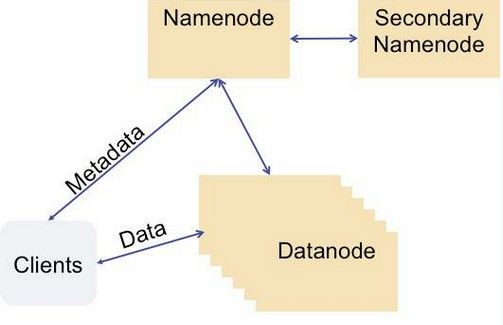 Namenode
Secondary
Namenode
Metadata
Data
Clients
Datanode